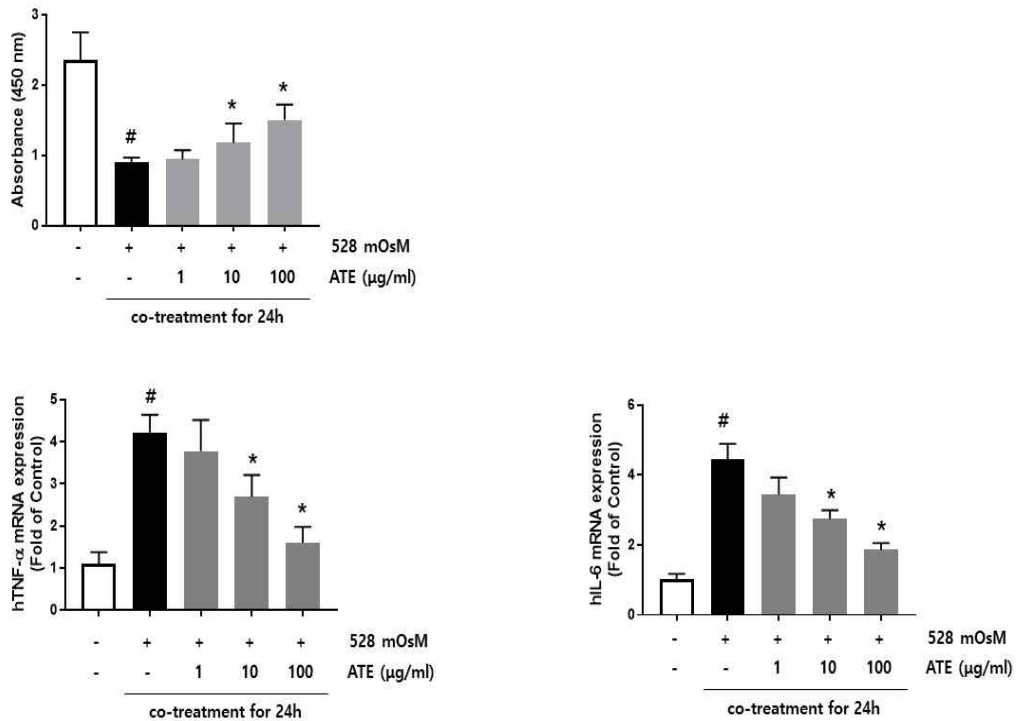 3
2
1
0
Absorbance (450 nm)
#
*
*
- + + + + 528 mOsM
- - 1 10 100 ATE (μg/ml)
co-treatment for 24h
5
4
3
2
1
0
hTNF-α mRNA expression
(Fold of Control)
#
*
*
- + + + + 528 mOsM
- - 1 10 100 ATE (μg/ml)
co-treatment for 24h
6
4
2
0
hIL-6 mRNA expression
(Fold of Control)
#
*
*
- + + + + 528 mOsM
- - 1 10 100 ATE (μg/ml)
co-treatment for 24h